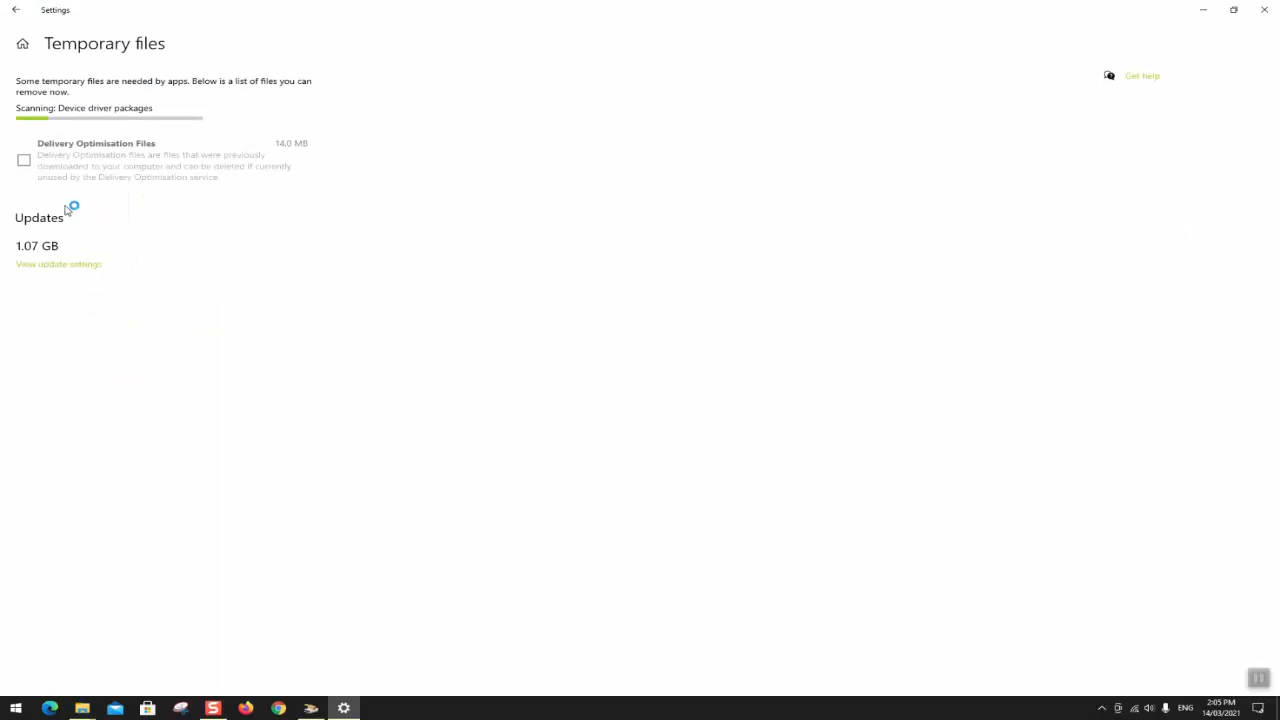 Settings
Temporary files
Some temporary files are needed by apps. Below is a list of files you can
remove now.
Get help
Scanning: Device driver packages
Delivery Optimisation Files 14.0 MB
Delivery Optimisation files are files that were previously
downloaded to your computer and can be deleted if currently
unused by the Delivery Optimisation service.
Updates
1.07 GB
View update settings
S
ENG
2:05 PM
14/03/2021